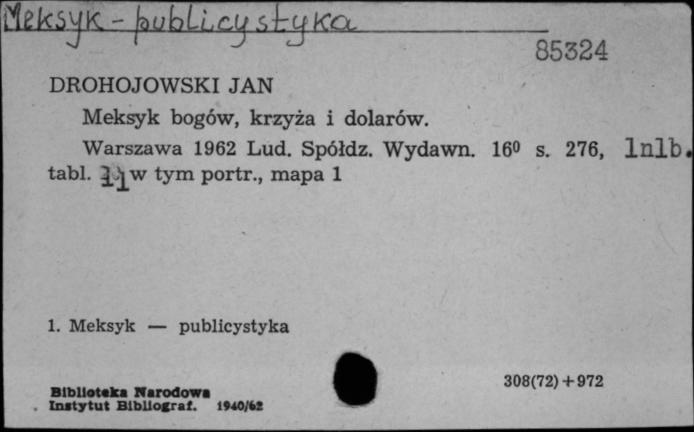 Meksyk - publicystyka
85324
DROHOJOWSKI JAN
Meksyk bogów, krzyża i dolarów.
Warszawa 1962 Lud. Spółdz. Wydawn. 16⁰ s. 276, 1nlb.
tabl. w tym portr., mapa 1
1. Meksyk — publicystyka
308(72)+972
Biblioteka Narodowa
Instytut Bibliograf. 1940/62